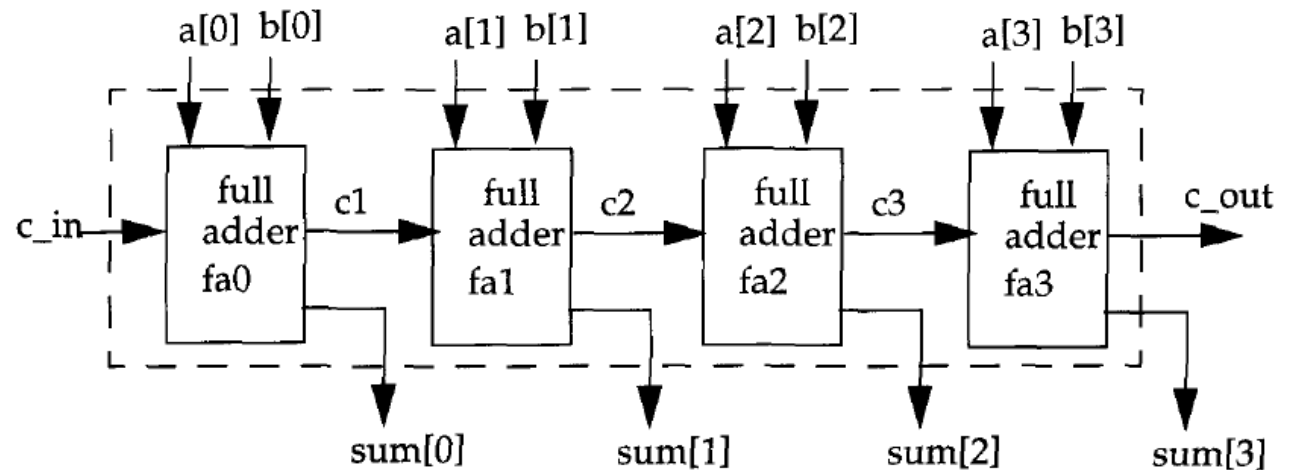 a[0] b[0] a[1] b[1] a[2] b[2] a[3] b[3]
c_in
full
adder
fa0
c1
full
adder
fa1
c2
full
adder
fa2
c3
full
adder
fa3
c_out
sum[0] sum[1] sum[2] sum[3]